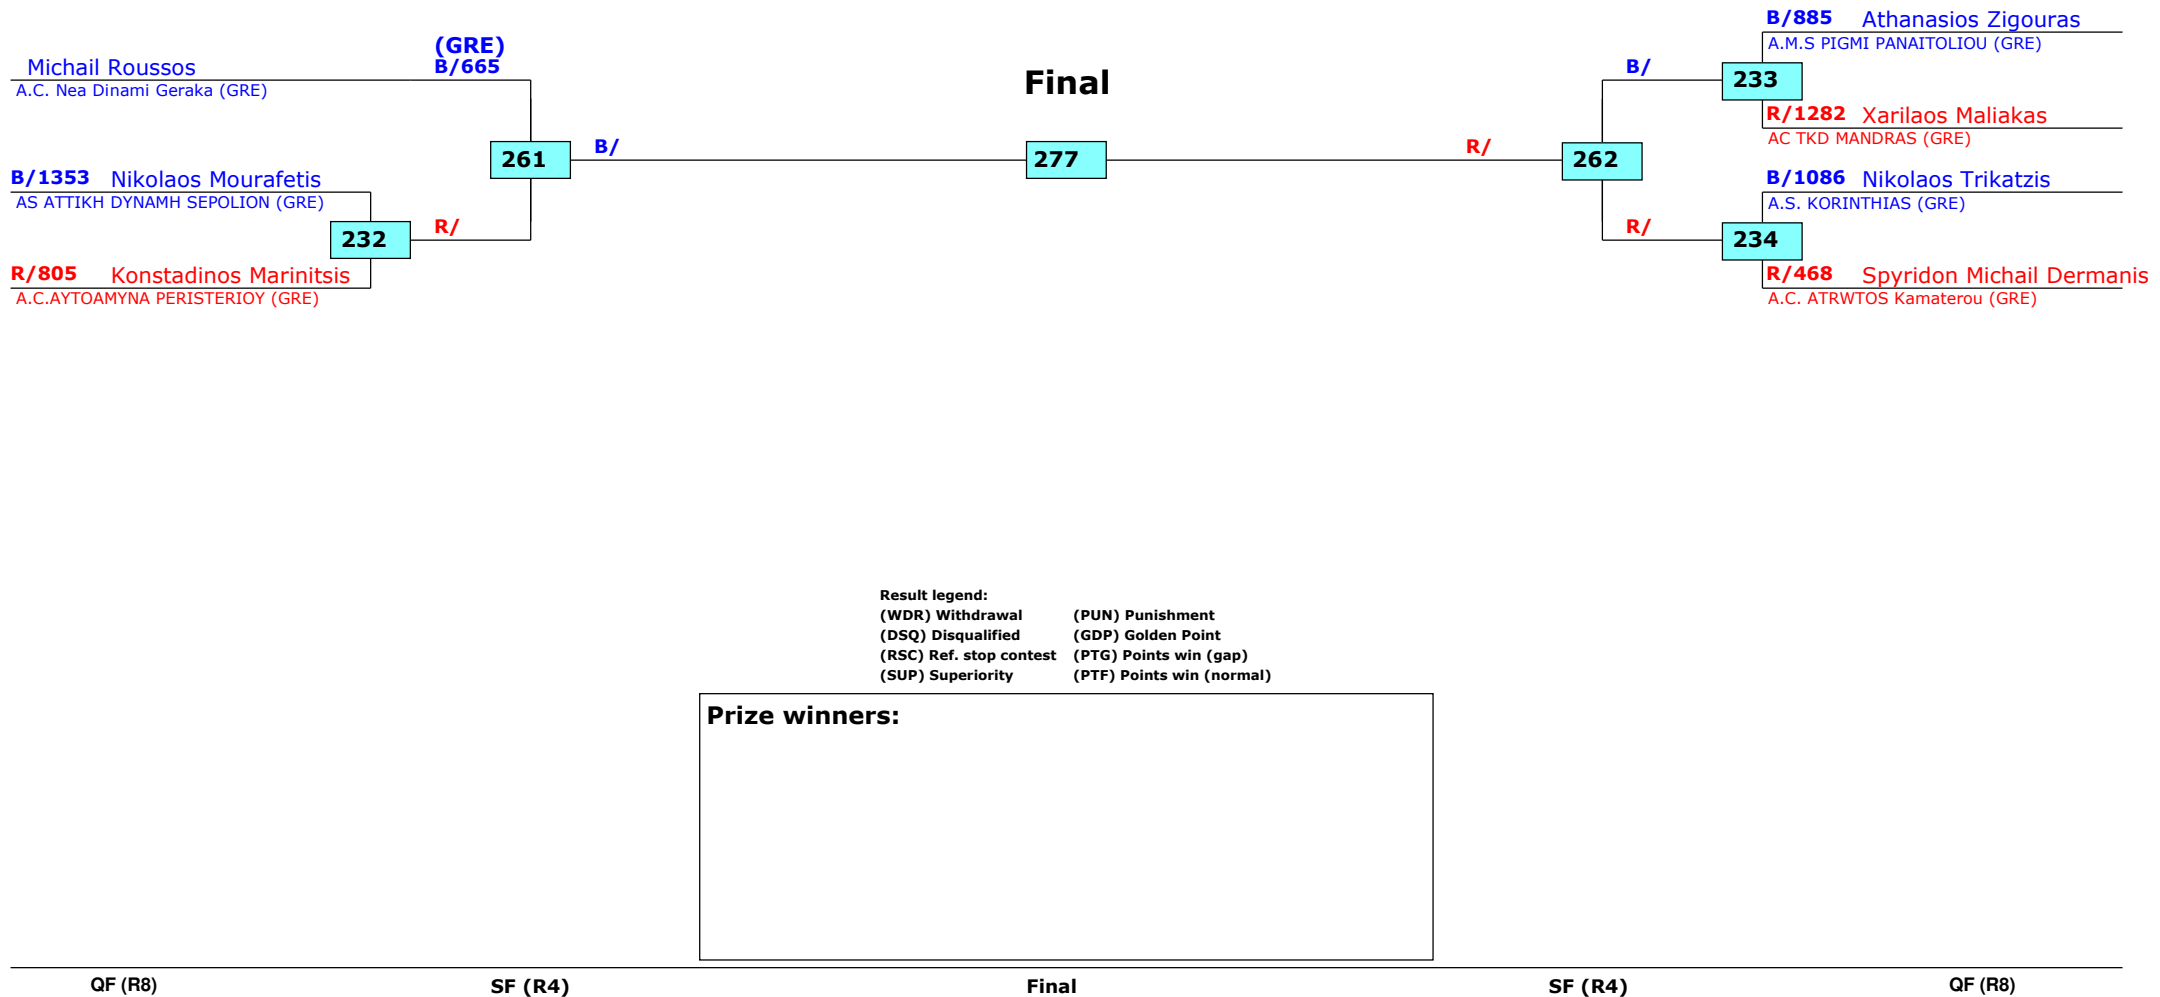 Final
Michail Roussos
(GRE)
B/665
A.C. Nea Dinami Geraka (GRE)
261
B/
B/1353 Nikolaos Mourafetis
AS ATTIKH DYNAMH SEPOLION (GRE)
232
R/
R/805 Konstadinos Marinitsis
A.C.AYTOAMYNA PERISTERIOY (GRE)
277
R/
262
B/
B/885 Athanasios Zigouras
A.M.S PIGMI PANAITOLIOU (GRE)
233
R/1282 Xarilaos Maliakas
AC TKD MANDRAS (GRE)
B/1086 Nikolaos Trikatzis
A.S. KORINTHIAS (GRE)
R/
234
R/468 Spyridon Michail Dermanis
A.C. ATRWTOS Kamaterou (GRE)
Result legend:
(WDR) Withdrawal (PUN) Punishment
(DSQ) Disqualified (GDP) Golden Point
(RSC) Ref. stop contest (PTG) Points win (gap)
(SUP) Superiority (PTF) Points win (normal)
Prize winners:
QF (R8) SF (R4) Final SF (R4) QF (R8)